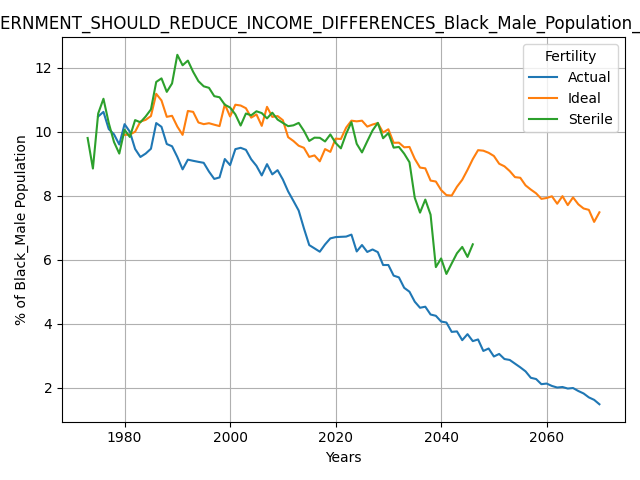 ERNMENT_SHOULD_REDUCE_INCOME_DIFFERENCES_Black_Male_Population_
Fertility
Actual
Ideal
Sterile
12
10
8
6
4
2
% of Black_Male Population
1980 2000 2020 2040 2060
Years